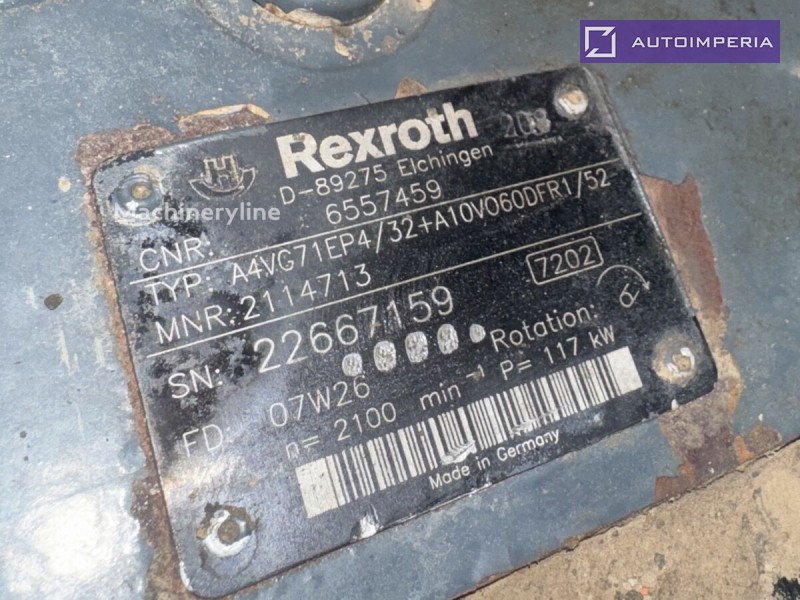 AUTOIMPERIA
Rexroth
208
D-89275 Elchingen
CNR: 6557459
TYP: A4VG71EP4/32+A10VO60DFR1/52
MNR: 2114713
7202
SN: 22667159
Rotation:
FD: 07W26
n= 2100 min-1 P= 117 kW
Made in Germany
Machineryline